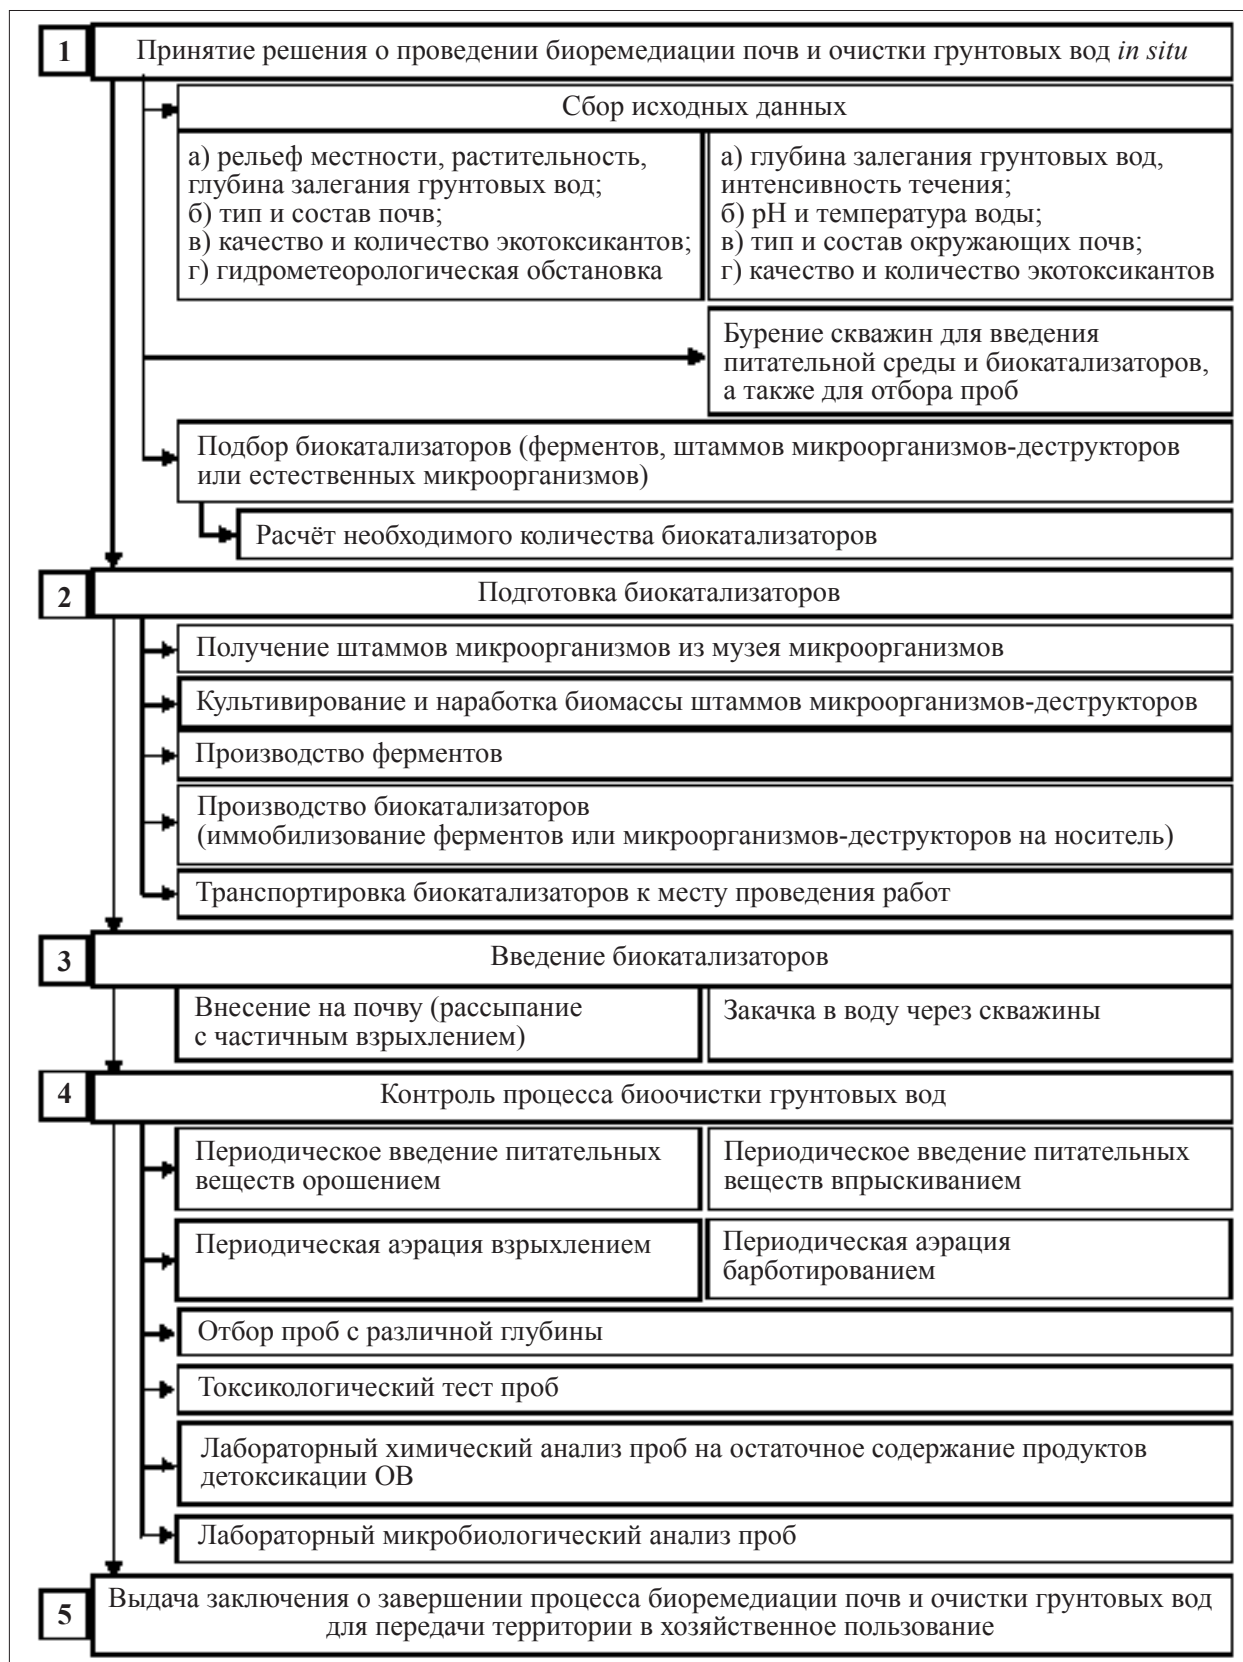 1
Принятие решения о проведении биоремедиации почв и очистки грунтовых вод in situ
Сбор исходных данных
а) рельеф местности, растительность,
глубина залегания грунтовых вод;
б) тип и состав почв;
в) качество и количество экотоксикантов;
г) гидрометеорологическая обстановка
а) глубина залегания грунтовых вод,
интенсивность течения;
б) pH и температура воды;
в) тип и состав окружающих почв;
г) качество и количество экотоксикантов
Бурение скважин для введения
питательной среды и биокатализаторов,
а также для отбора проб
Подбор биокатализаторов (ферментов, штаммов микроорганизмов-деструкторов
или естественных микроорганизмов)
Расчёт необходимого количества биокатализаторов
2
Подготовка биокатализаторов
Получение штаммов микроорганизмов из музея микроорганизмов
Культивирование и наработка биомассы штаммов микроорганизмов-деструкторов
Производство ферментов
Производство биокатализаторов
(иммобилизование ферментов или микроорганизмов-деструкторов на носитель)
Транспортировка биокатализаторов к месту проведения работ
3
Введение биокатализаторов
Внесение на почву (рассыпание
с частичным взрыхлением)
Закачка в воду через скважины
4
Контроль процесса биоочистки грунтовых вод
Периодическое введение питательных
веществ орошением
Периодическое введение питательных
веществ впрыскиванием
Периодическая аэрация взрыхлением
Периодическая аэрация
барботированием
Отбор проб с различной глубины
Токсикологический тест проб
Лабораторный химический анализ проб на остаточное содержание продуктов
детоксикации ОВ
Лабораторный микробиологический анализ проб
5
Выдача заключения о завершении процесса биоремедиации почв и очистки грунтовых вод
для передачи территории в хозяйственное пользование